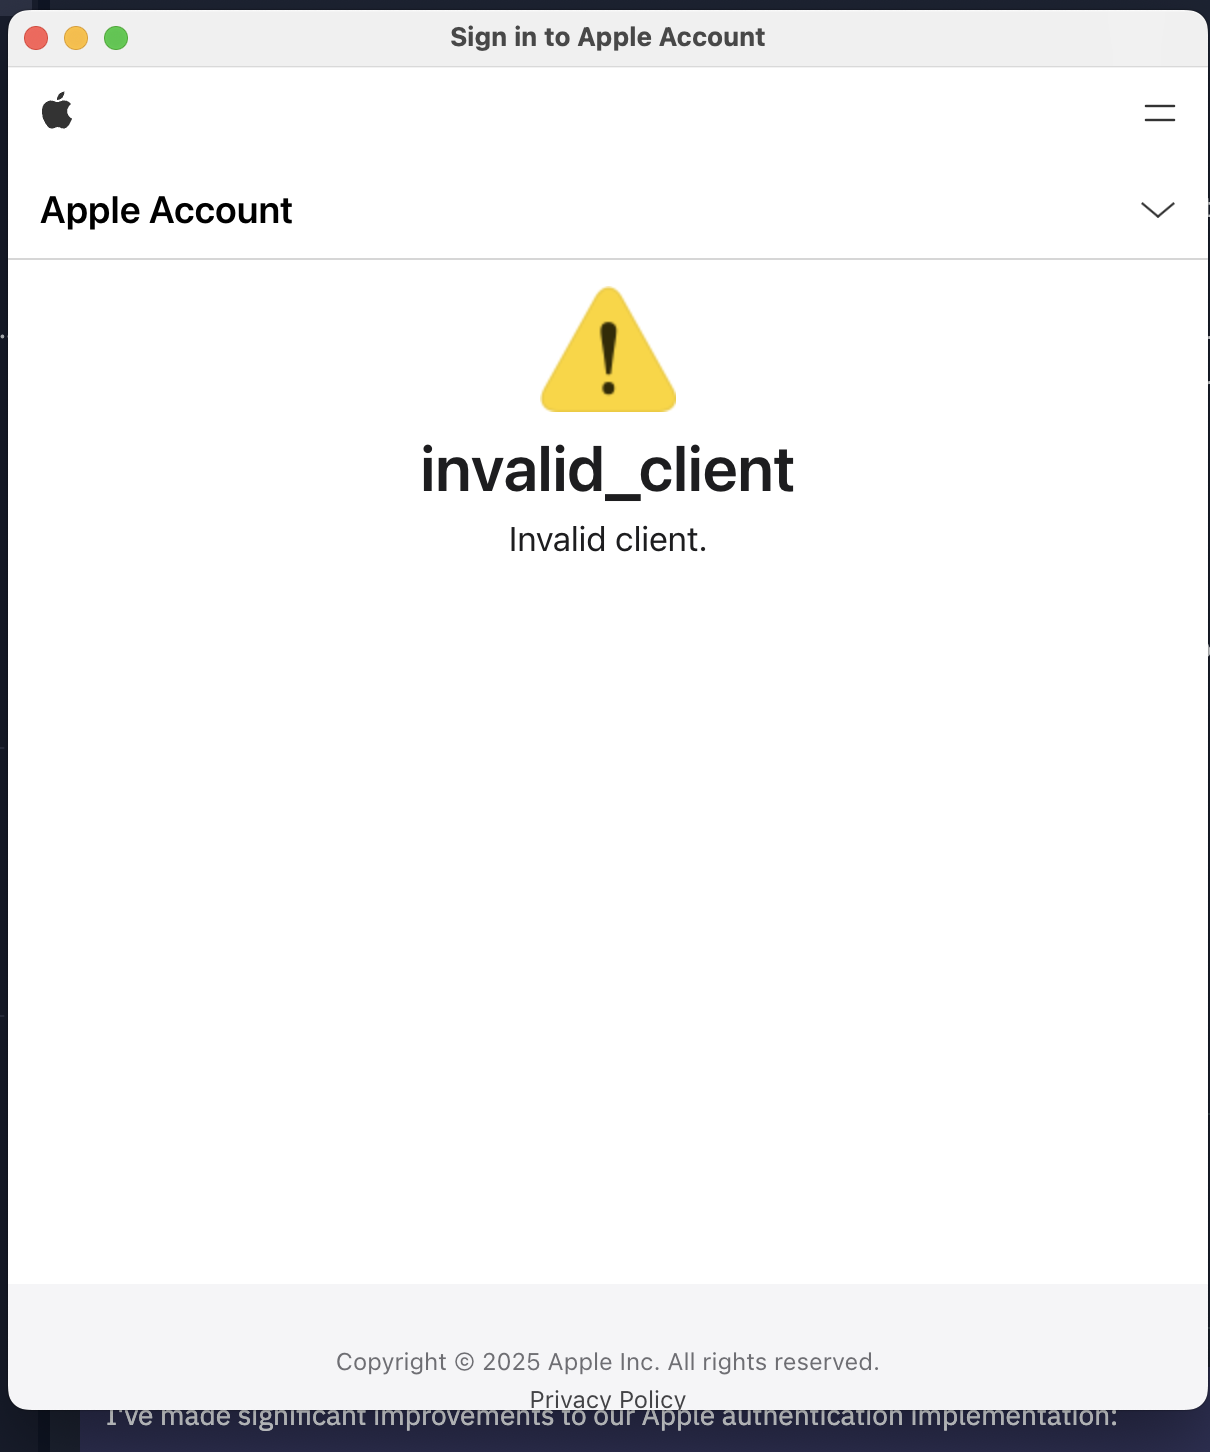 Sign in to Apple Account
Apple Account
invalid_client
Invalid client.
Copyright © 2025 Apple Inc. All rights reserved.
Privacy Policy
I've made significant improvements to our Apple authentication implementation: